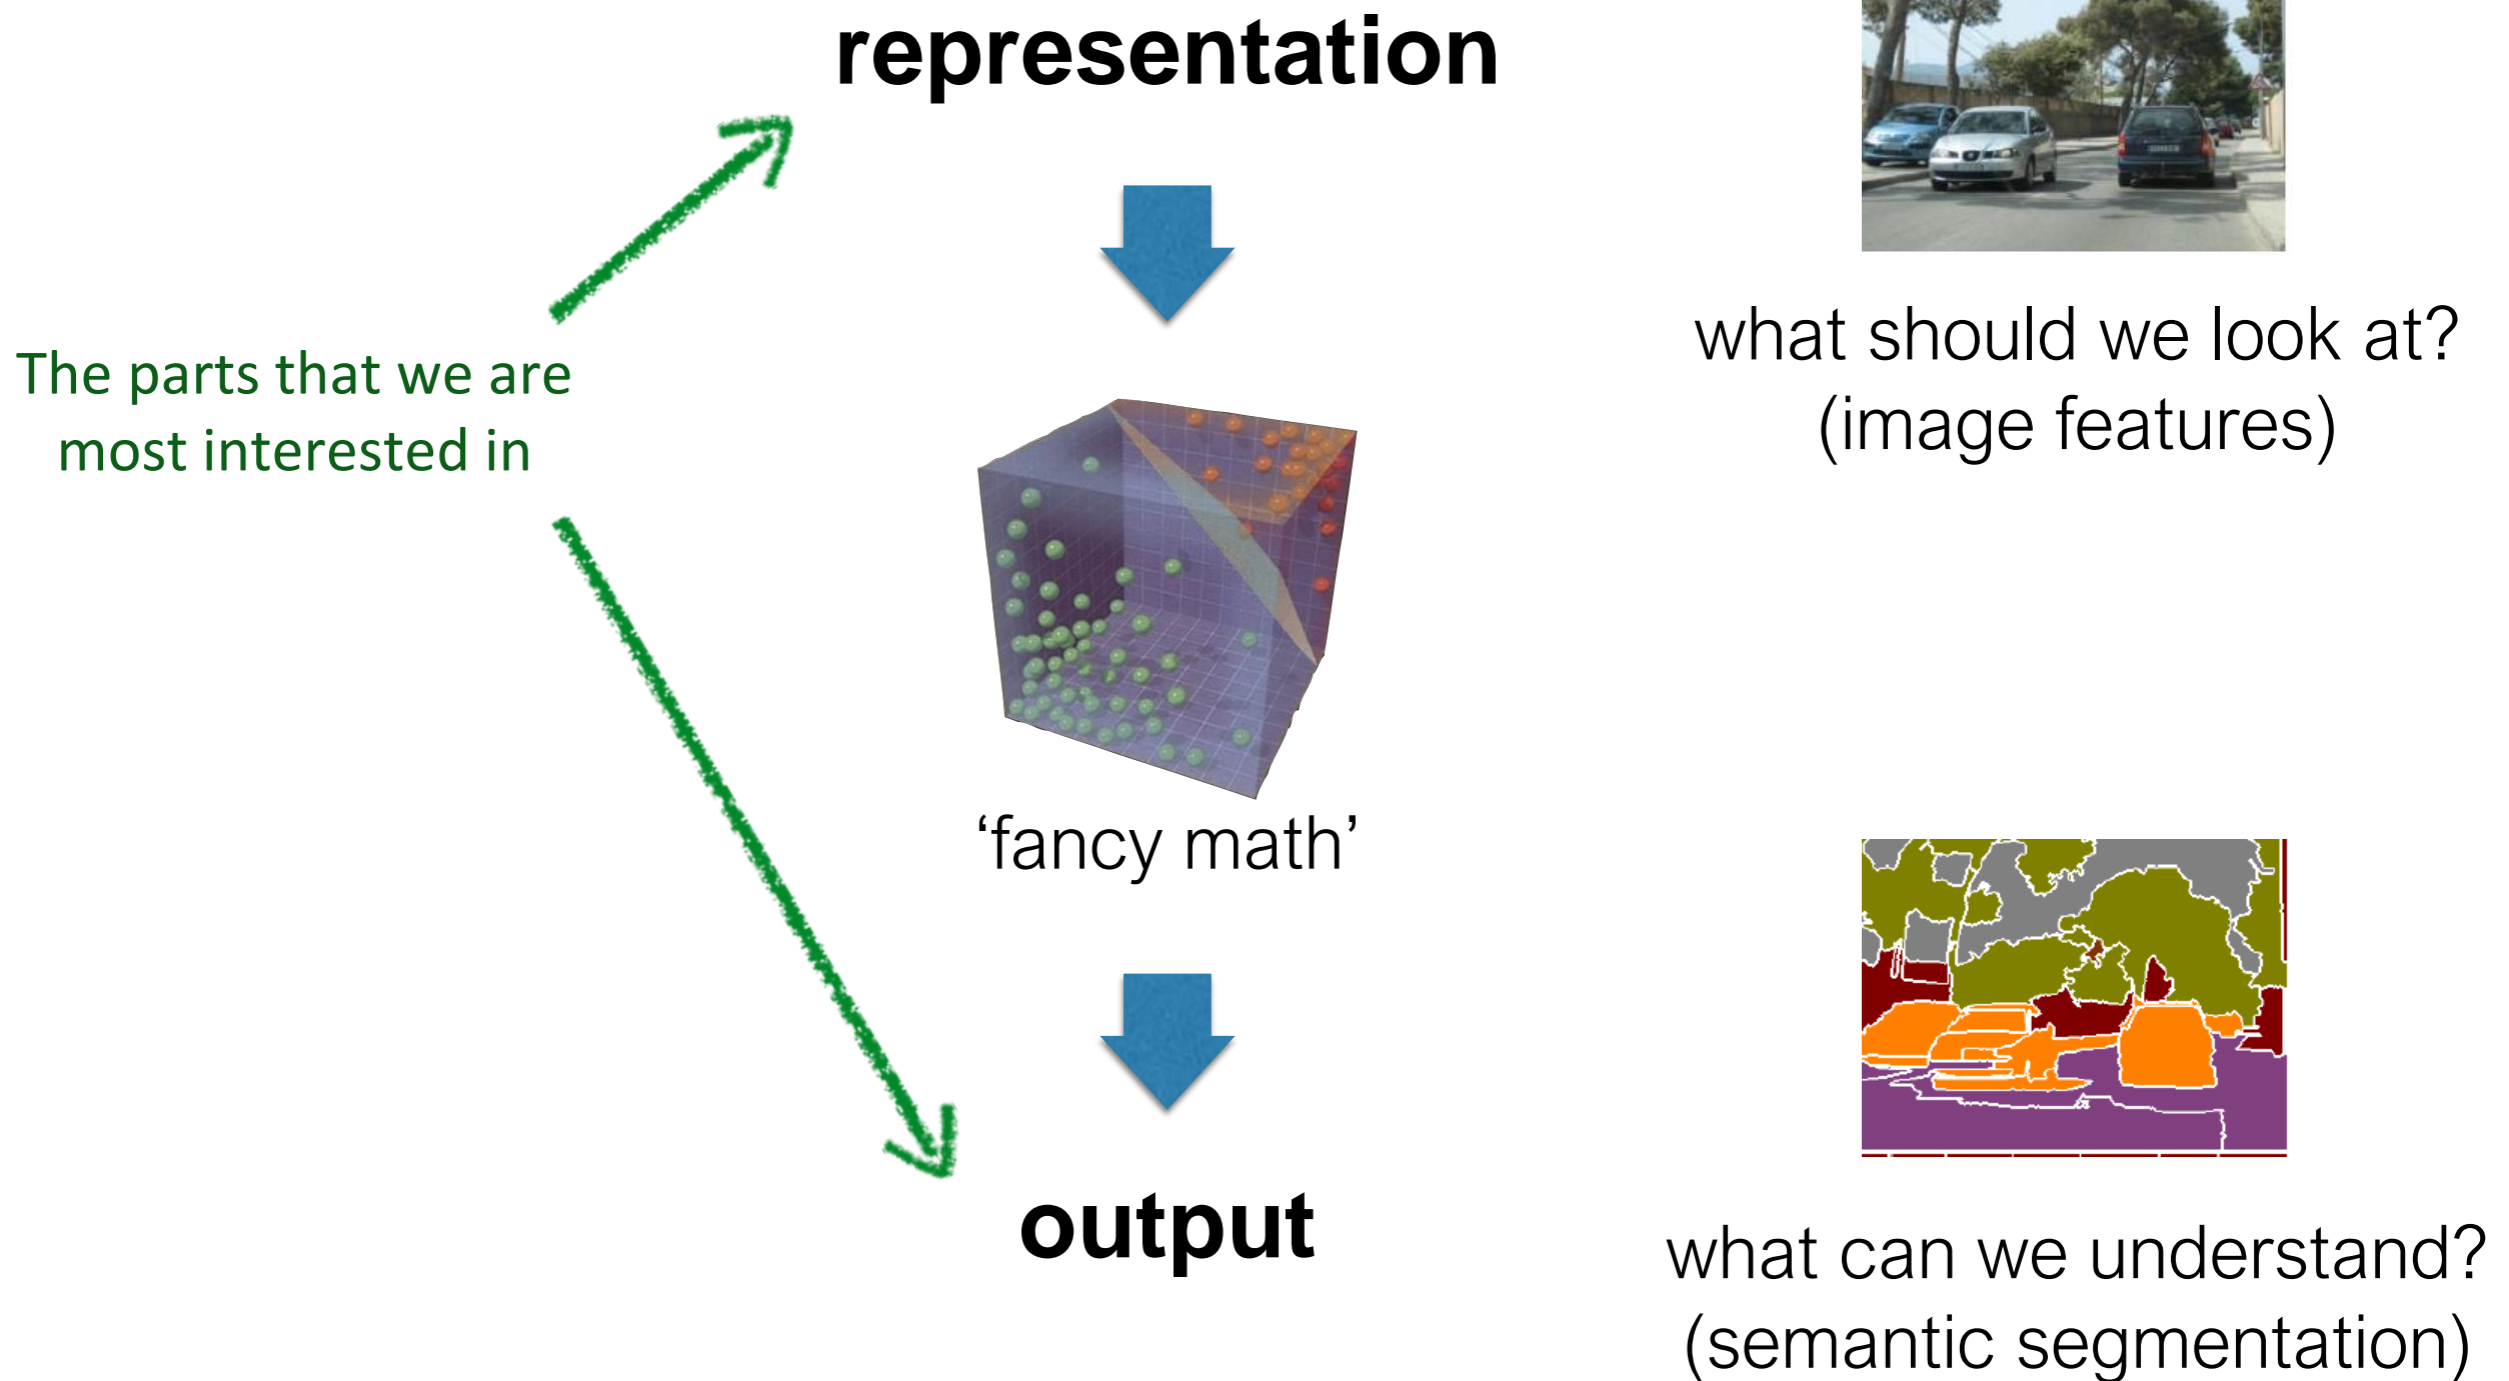 representation
what should we look at?
(image features)
The parts that we are
most interested in
‘fancy math’
output
what can we understand?
(semantic segmentation)